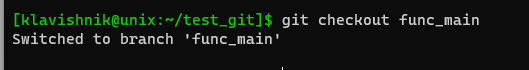 [klavishnik@unix:~/test_git]$ git checkout func_main
Switched to branch 'func_main'